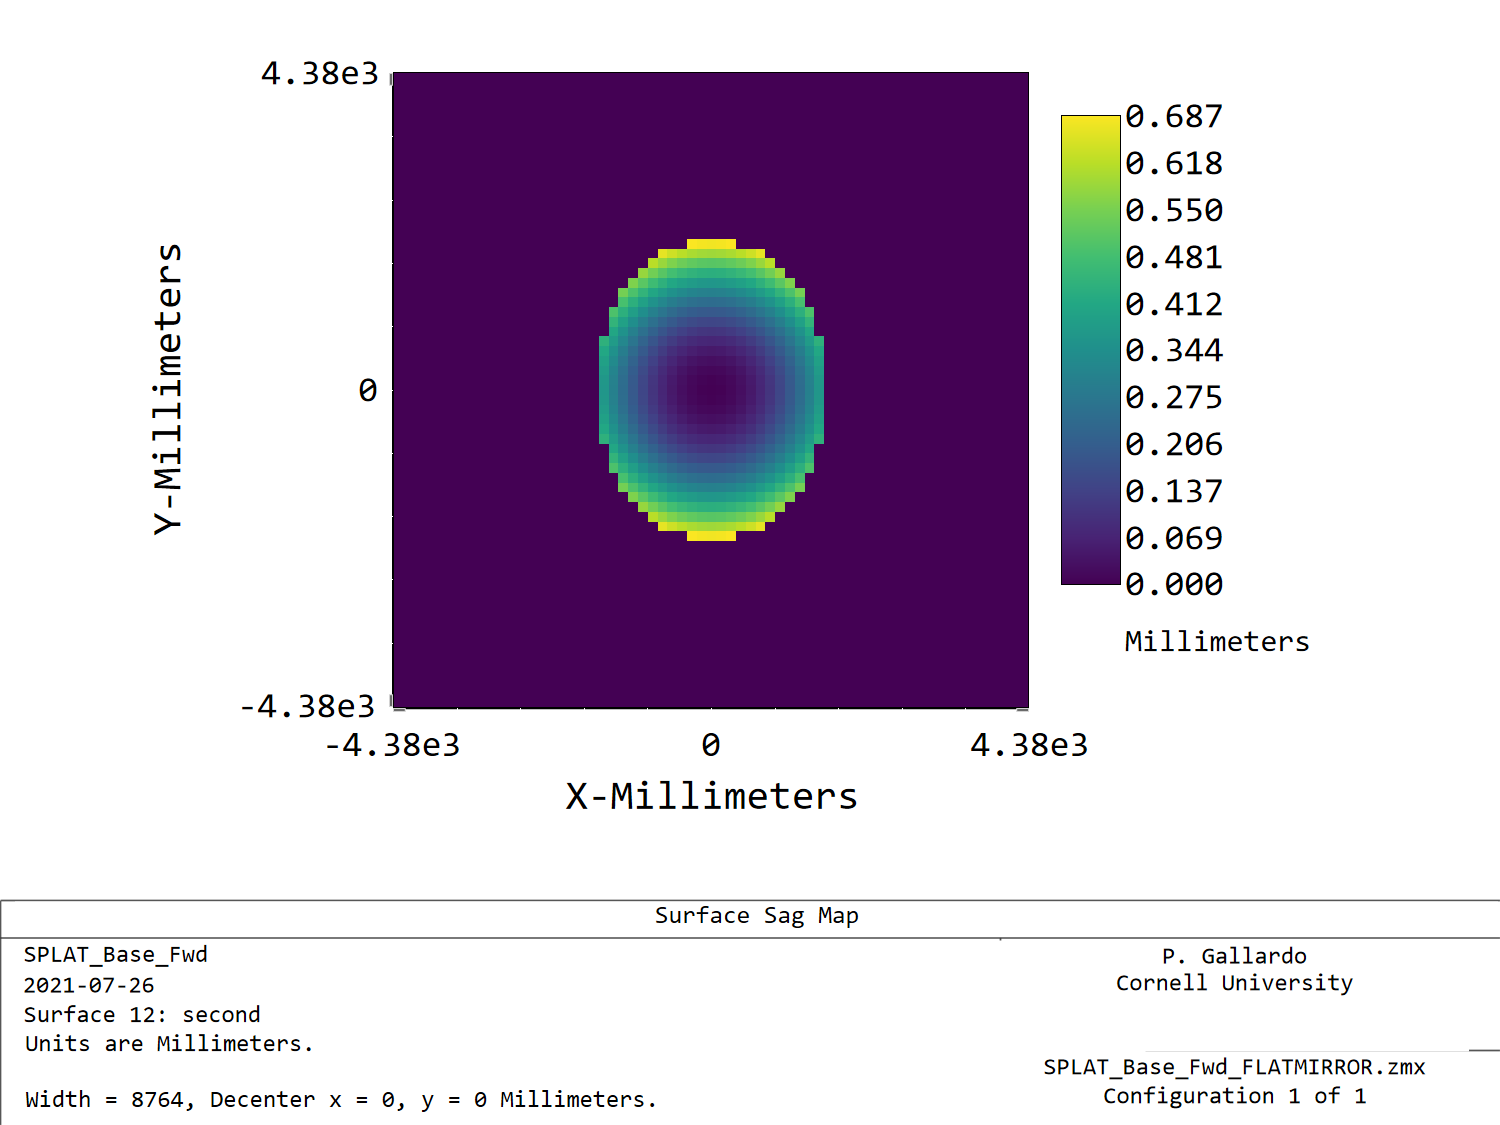 4.38e3
0
-4.38e3
Y-Millimeters
-4.38e3 0 4.38e3
X-Millimeters
0.687
0.618
0.550
0.481
0.412
0.344
0.275
0.206
0.137
0.069
0.000
Millimeters
Surface Sag Map
SPLAT_Base_Fwd
2021-07-26
Surface 12: second
Units are Millimeters.
Width = 8764, Decenter x = 0, y = 0 Millimeters.
P. Gallardo
Cornell University
SPLAT_Base_Fwd_FLATMIRROR.zmx
Configuration 1 of 1